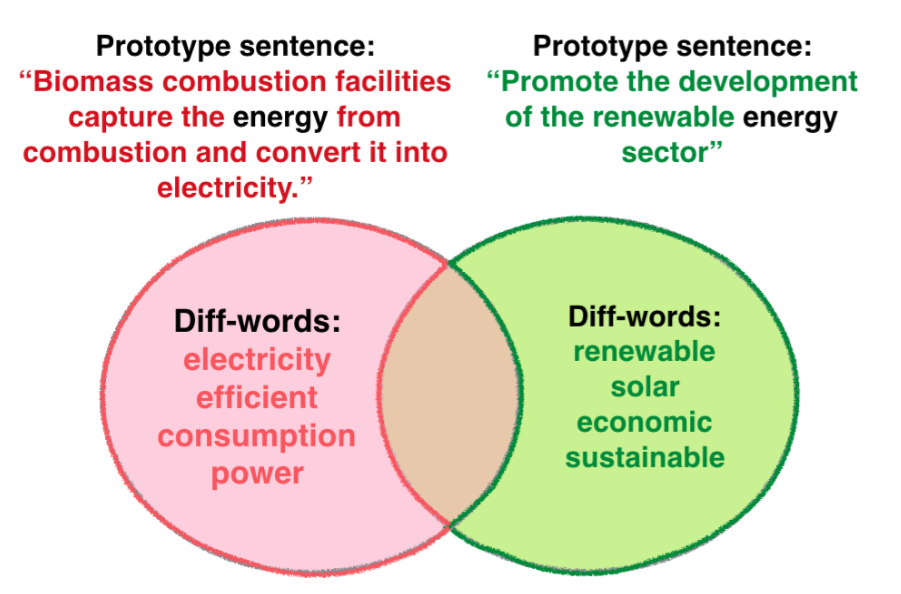 Prototype sentence:
“Biomass combustion facilities
capture the energy from
combustion and convert it into
electricity.”
Prototype sentence:
“Promote the development
of the renewable energy
sector”
Diff-words:
electricity
efficient
consumption
power
Diff-words:
renewable
solar
economic
sustainable